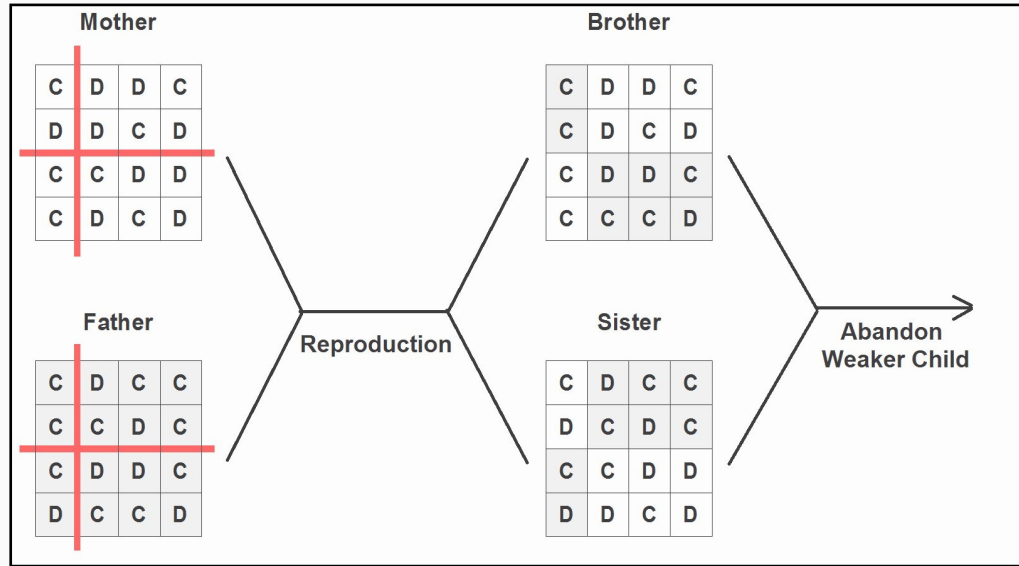 Mother
C D D C
D D C D
C C D D
C D C D
Father
C D C C
C C D C
C D D C
D C C D
Reproduction
Brother
C D D C
C D C D
C D D C
C C C D
Sister
C D C C
D C D C
C C D D
D D C D
Abandon
Weaker Child